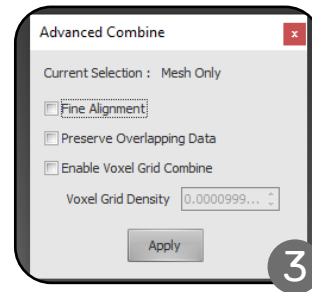 Advanced Combine x
Current Selection : Mesh Only
Fine Alignment
Preserve Overlapping Data
Enable Voxel Grid Combine
Voxel Grid Density 0.0000999...
Apply
3